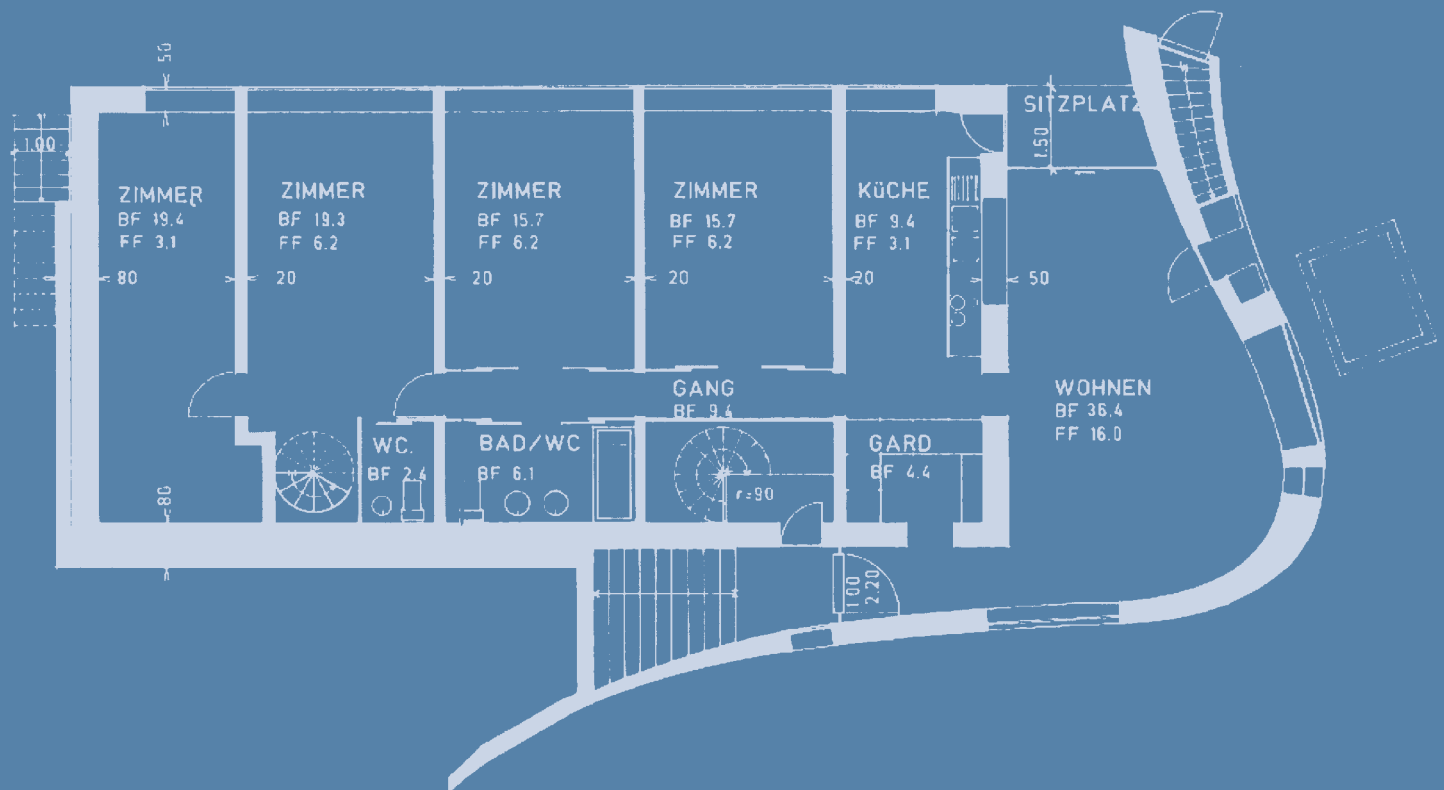 50
SITZPLATZ
1.00
1.50
ZIMMER
BF 19.4
FF 3.1
ZIMMER
BF 19.3
FF 6.2
ZIMMER
BF 15.7
FF 6.2
ZIMMER
BF 15.7
FF 6.2
KüCHE
BF 9.4
FF 3.1
80
20
20
20
20
50
GANG
BF 9.4
WOHNEN
BF 36.4
FF 16.0
WC.
BF 2.4
BAD/WC
BF 6.1
GARD
BF 4.4
r=90
80
1.00
2.20